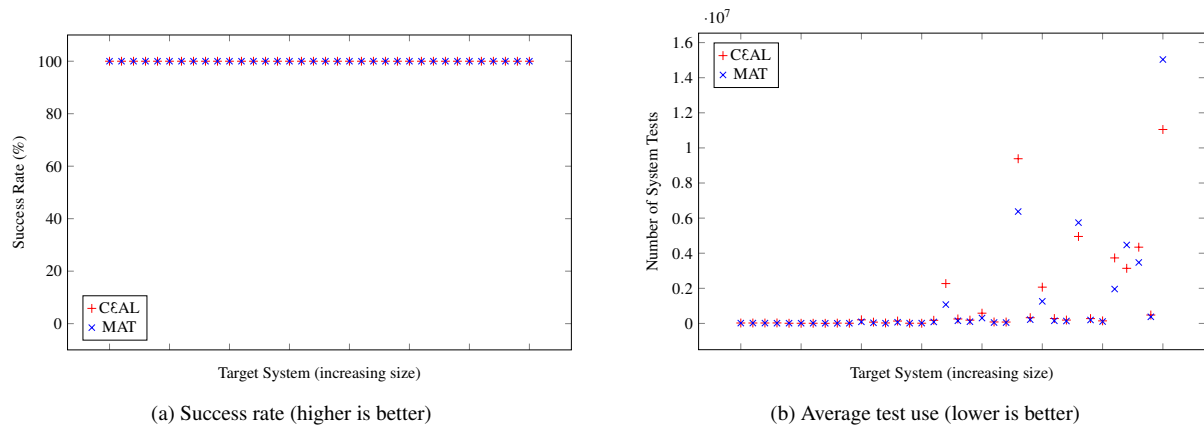 100
80
60
40
20
0
Success Rate (%)
CƐAL
MAT
Target System (increasing size)
(a) Success rate (higher is better)
·10⁷
1.6
1.4
1.2
1
0.8
0.6
0.4
0.2
0
Number of System Tests
CƐAL
MAT
Target System (increasing size)
(b) Average test use (lower is better)